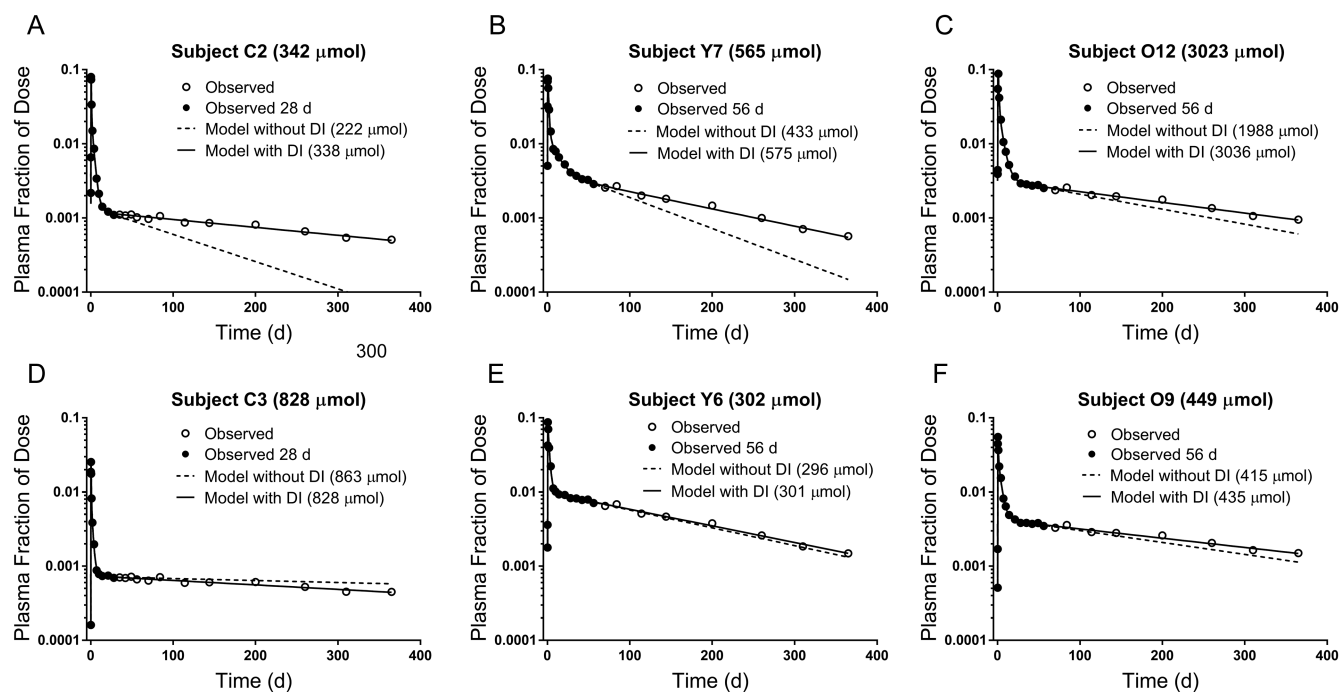 A
Subject C2 (342 μmol)
Plasma Fraction of Dose
0.1
0.01
0.001
0.0001
Observed
Observed 28 d
Model without DI (222 μmol)
Model with DI (338 μmol)
0 100 200 300 400
Time (d)
B
Subject Y7 (565 μmol)
Plasma Fraction of Dose
0.1
0.01
0.001
0.0001
Observed
Observed 56 d
Model without DI (433 μmol)
Model with DI (575 μmol)
0 100 200 300 400
Time (d)
C
Subject O12 (3023 μmol)
Plasma Fraction of Dose
0.1
0.01
0.001
0.0001
Observed
Observed 56 d
Model without DI (1988 μmol)
Model with DI (3036 μmol)
0 100 200 300 400
Time (d)
300
D
Subject C3 (828 μmol)
Plasma Fraction of Dose
0.1
0.01
0.001
0.0001
Observed
Observed 28 d
Model without DI (863 μmol)
Model with DI (828 μmol)
0 100 200 300 400
Time (d)
E
Subject Y6 (302 μmol)
Plasma Fraction of Dose
0.1
0.01
0.001
0.0001
Observed
Observed 56 d
Model without DI (296 μmol)
Model with DI (301 μmol)
0 100 200 300 400
Time (d)
F
Subject O9 (449 μmol)
Plasma Fraction of Dose
0.1
0.01
0.001
0.0001
Observed
Observed 56 d
Model without DI (415 μmol)
Model with DI (435 μmol)
0 100 200 300 400
Time (d)